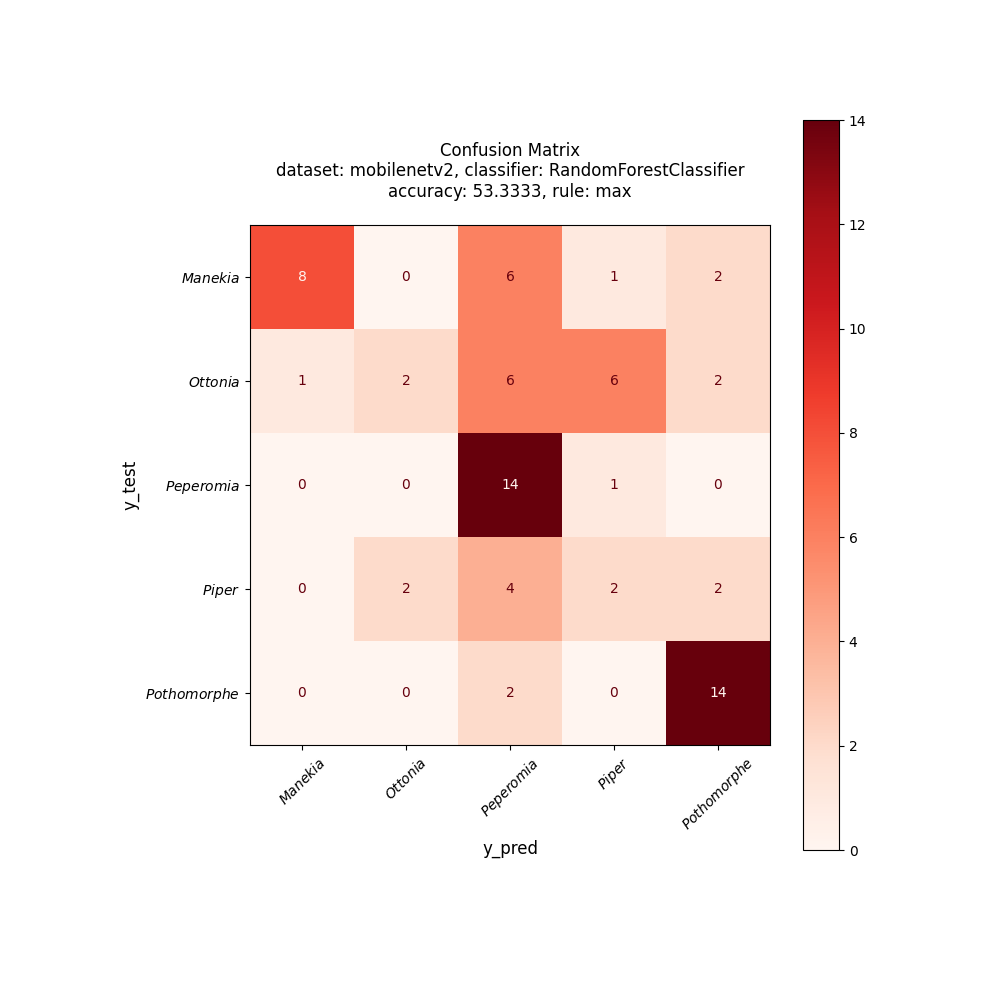 Confusion Matrix
dataset: mobilenetv2, classifier: RandomForestClassifier
accuracy: 53.3333, rule: max
Manekia 8 0 6 1 2
Ottonia 1 2 6 6 2
Peperomia 0 0 14 1 0
Piper 0 2 4 2 2
Pothomorphe 0 0 2 0 14
Manekia Ottonia Peperomia Piper Pothomorphe
y_test
y_pred
14
12
10
8
6
4
2
0